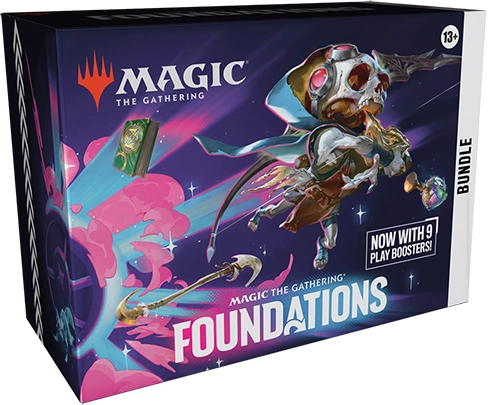 MAGIC
THE GATHERING
13+
BUNDLE
NOW WITH 9
PLAY BOOSTERS!
MAGIC THE GATHERING®
FOUNDATIONS